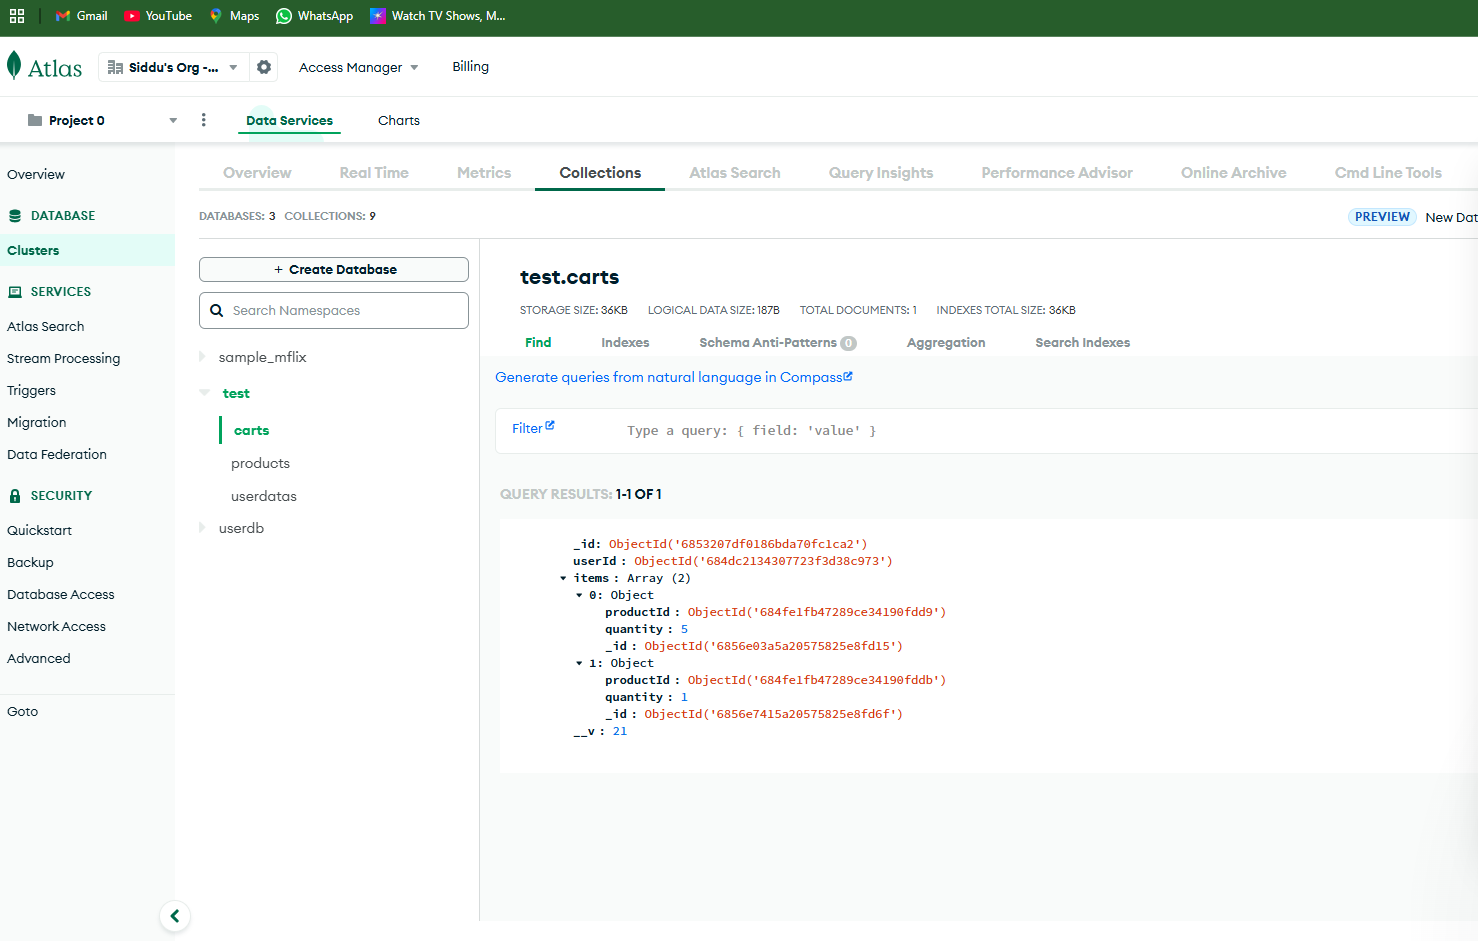 Gmail YouTube Maps WhatsApp Watch TV Shows, M...
Atlas Siddu's Org -... Access Manager Billing
Project 0 Data Services Charts
Overview Real Time Metrics Collections Atlas Search Query Insights Performance Advisor Online Archive Cmd Line Tools
DATABASES: 3 COLLECTIONS: 9
PREVIEW New Dat
Overview
DATABASE
Clusters
SERVICES
Atlas Search
Stream Processing
Triggers
Migration
Data Federation
SECURITY
Quickstart
Backup
Database Access
Network Access
Advanced
Goto
+ Create Database
Search Namespaces
sample_mflix
test
carts
products
userdatas
userdb
test.carts
STORAGE SIZE: 36KB LOGICAL DATA SIZE: 187B TOTAL DOCUMENTS: 1 INDEXES TOTAL SIZE: 36KB
Find Indexes Schema Anti-Patterns 0 Aggregation Search Indexes
Generate queries from natural language in Compass
Filter Type a query: { field: 'value' }
QUERY RESULTS: 1-1 OF 1
_id: ObjectId('6853207df0186bda70fc1ca2')
userId : ObjectId('684dc2134307723f3d38c973')
items : Array (2)
0: Object
productId : ObjectId('684fe1fb47289ce34190fdd9')
quantity : 5
_id : ObjectId('6856e03a5a20575825e8fd15')
1: Object
productId : ObjectId('684fe1fb47289ce34190fddb')
quantity : 1
_id : ObjectId('6856e7415a20575825e8fd6f')
__v : 21